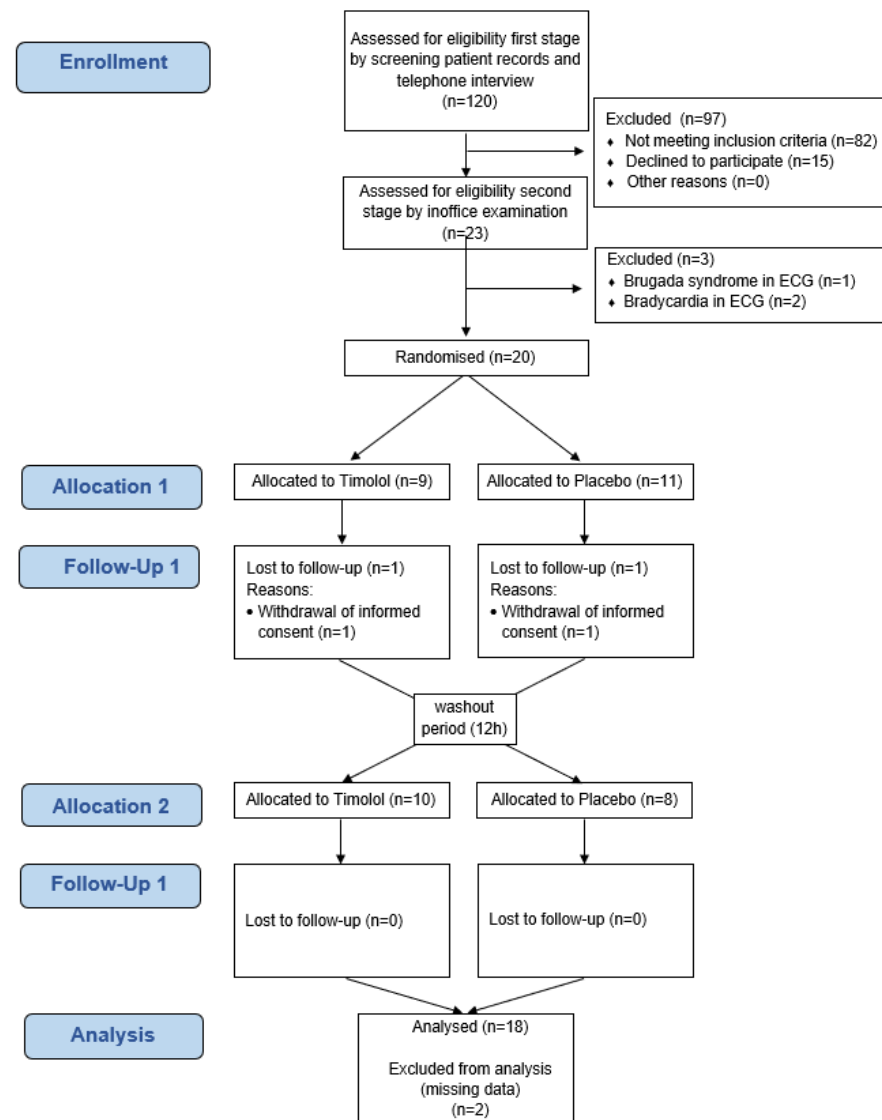 Enrollment
Assessed for eligibility first stage
by screening patient records and
telephone interview
(n=120)
Excluded (n=97)
♦ Not meeting inclusion criteria (n=82)
♦ Declined to participate (n=15)
♦ Other reasons (n=0)
Assessed for eligibility second
stage by inoffice examination
(n=23)
Excluded (n=3)
♦ Brugada syndrome in ECG (n=1)
♦ Bradycardia in ECG (n=2)
Randomised (n=20)
Allocation 1
Allocated to Timolol (n=9)
Allocated to Placebo (n=11)
Follow-Up 1
Lost to follow-up (n=1)
Reasons:
• Withdrawal of informed
consent (n=1)
Lost to follow-up (n=1)
Reasons:
• Withdrawal of informed
consent (n=1)
washout
period (12h)
Allocation 2
Allocated to Timolol (n=10)
Allocated to Placebo (n=8)
Follow-Up 1
Lost to follow-up (n=0)
Lost to follow-up (n=0)
Analysis
Analysed (n=18)
Excluded from analysis
(missing data)
(n=2)